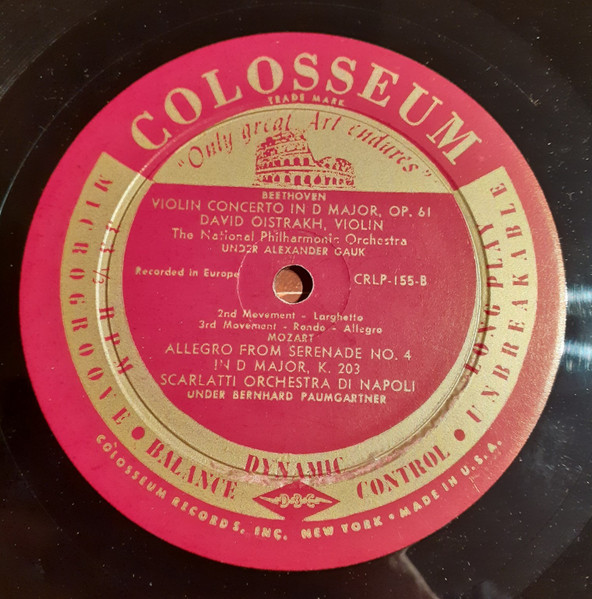 COLOSSEUM
TRADE MARK
"Only great Art endures"
BEETHOVEN
VIOLIN CONCERTO IN D MAJOR, OP. 61
DAVID OISTRAKH, VIOLIN
The National Philharmonic Orchestra
UNDER ALEXANDER GAUK
Recorded in Europe
CRLP-155-B
2nd Movement - Larghetto
3rd Movement - Rondo - Allegro
MOZART
ALLEGRO FROM SERENADE NO. 4
IN D MAJOR, K. 203
SCARLATTI ORCHESTRA DI NAPOLI
UNDER BERNHARD PAUMGARTNER
MICROGROOVE
33⅓ RPM
LONG PLAY
UNBREAKABLE
• BALANCE DYNAMIC CONTROL •
D B C
COLOSSEUM RECORDS, INC. NEW YORK • MADE IN U.S.A.